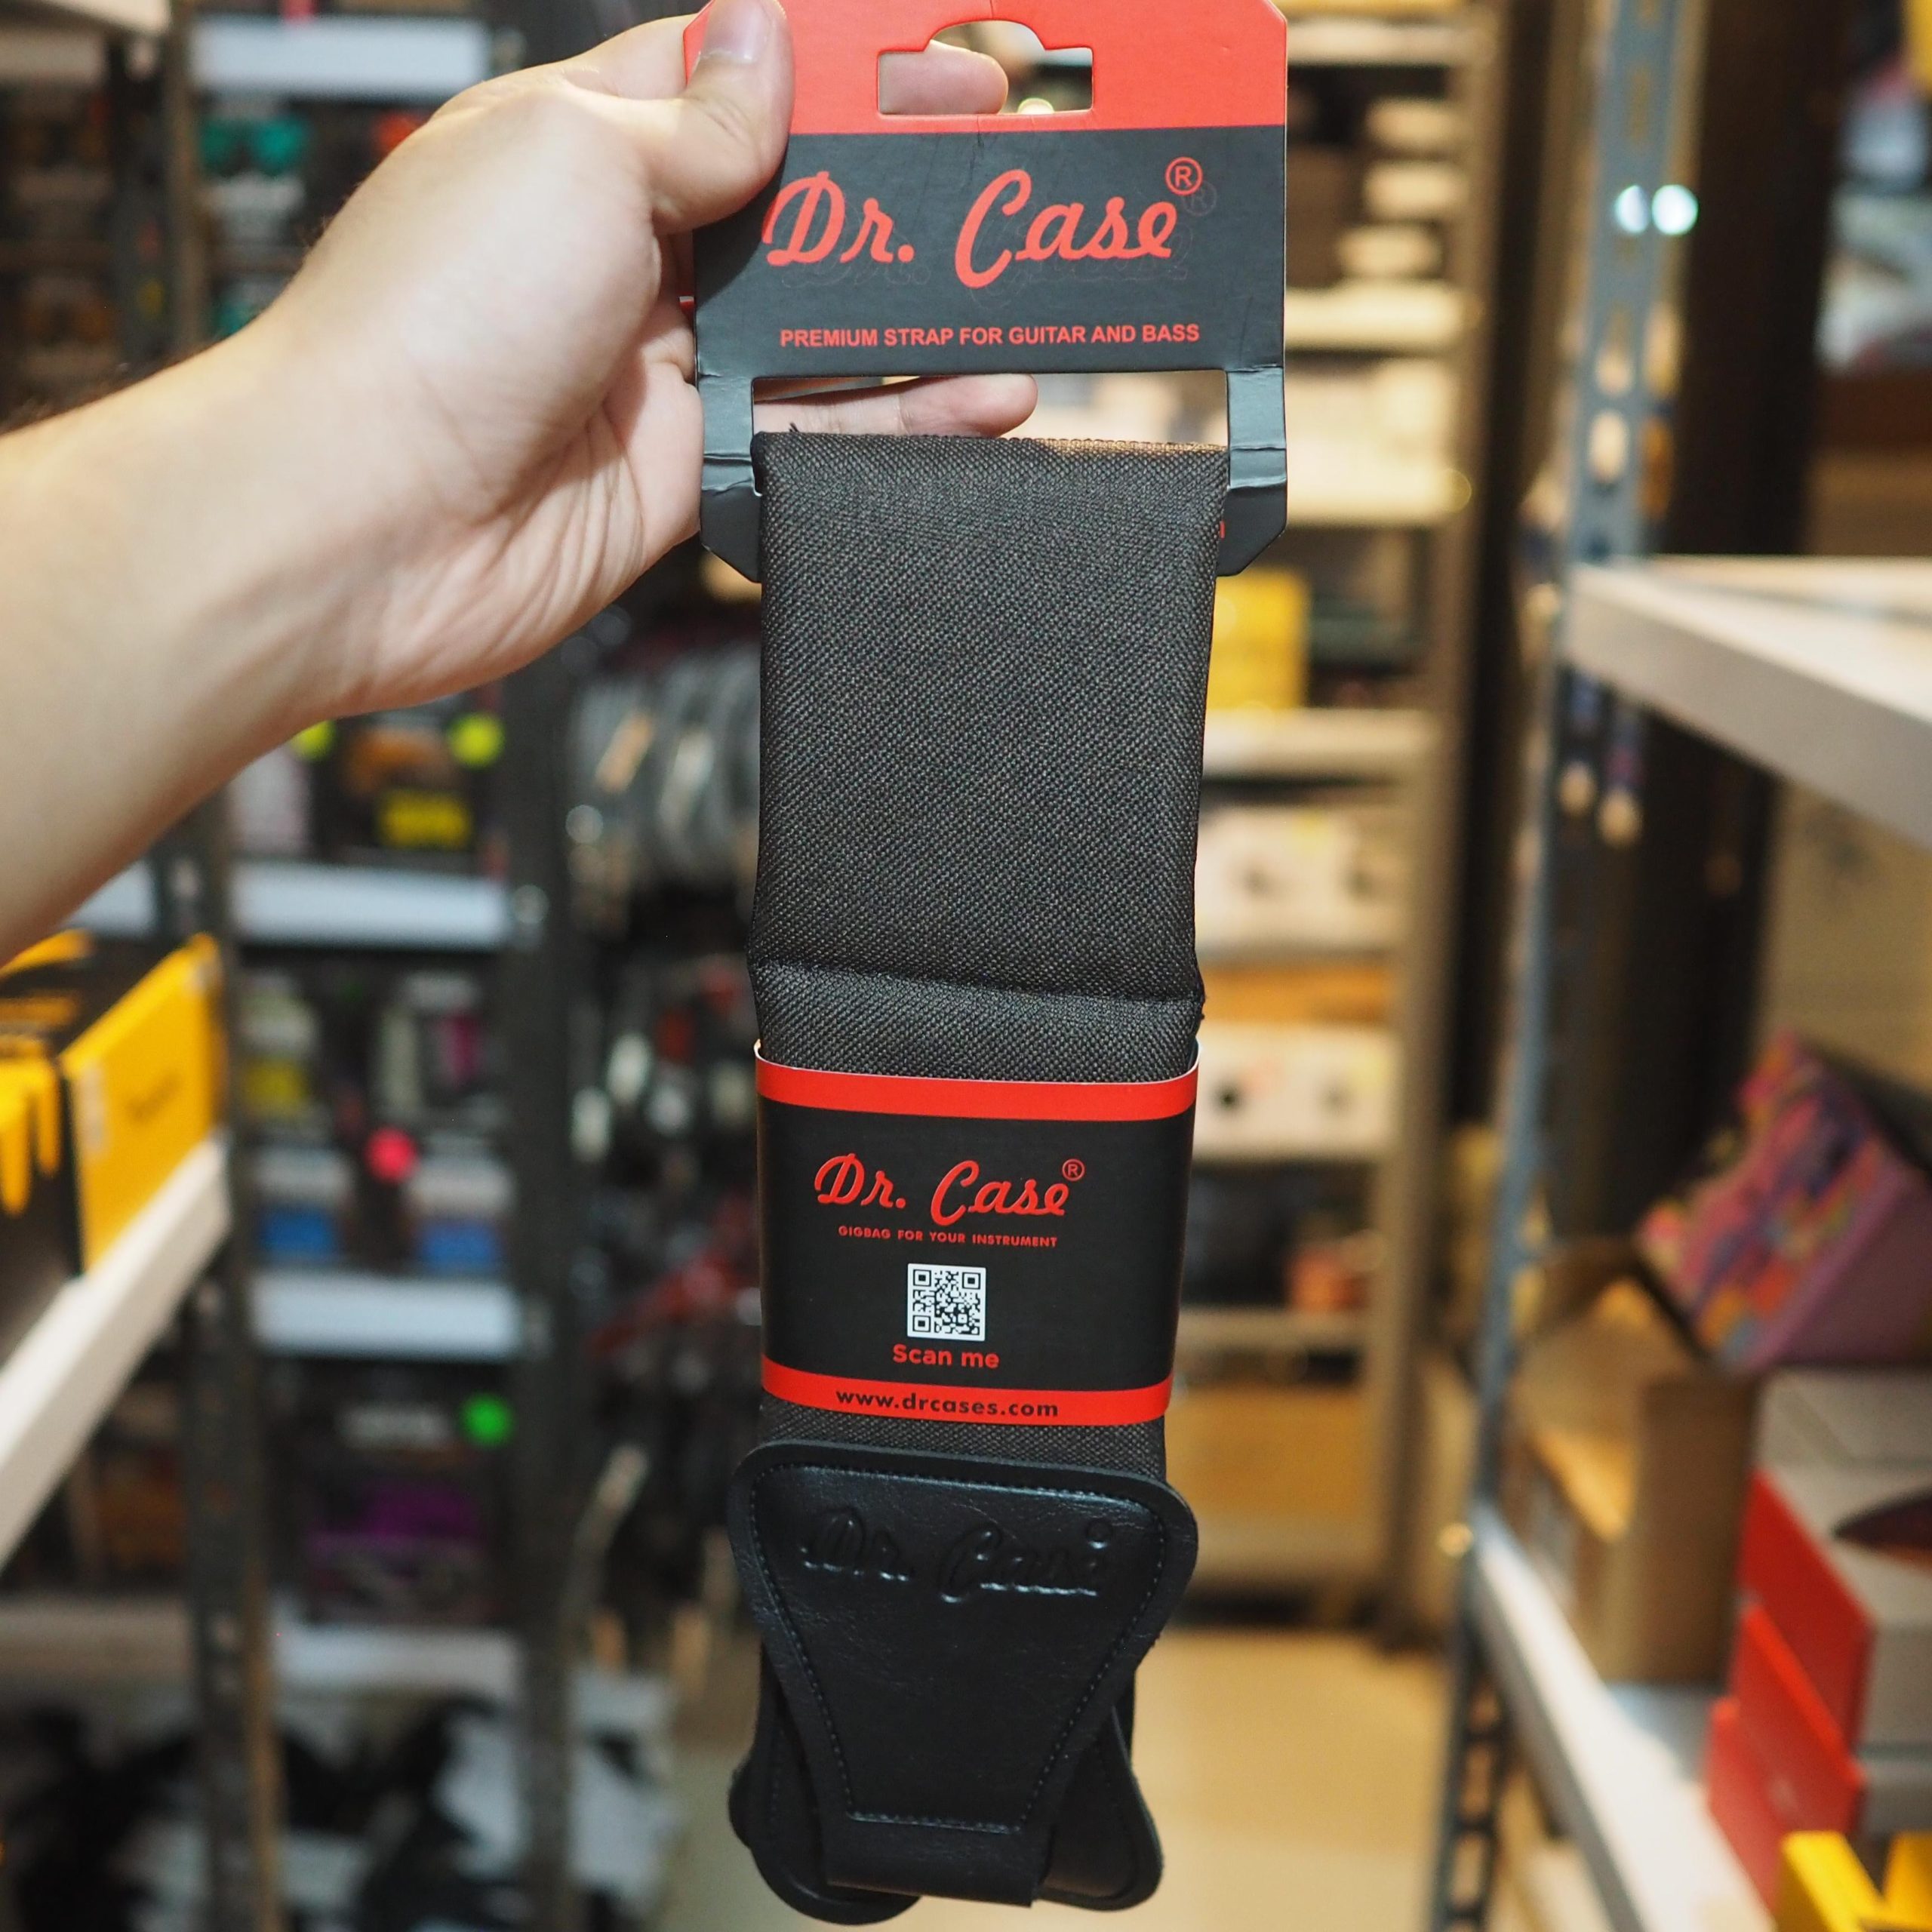 Dr. Case®
PREMIUM STRAP FOR GUITAR AND BASS
Dr. Case®
GIGBAG FOR YOUR INSTRUMENT
Scan me
www.drcases.com
Dr. Case